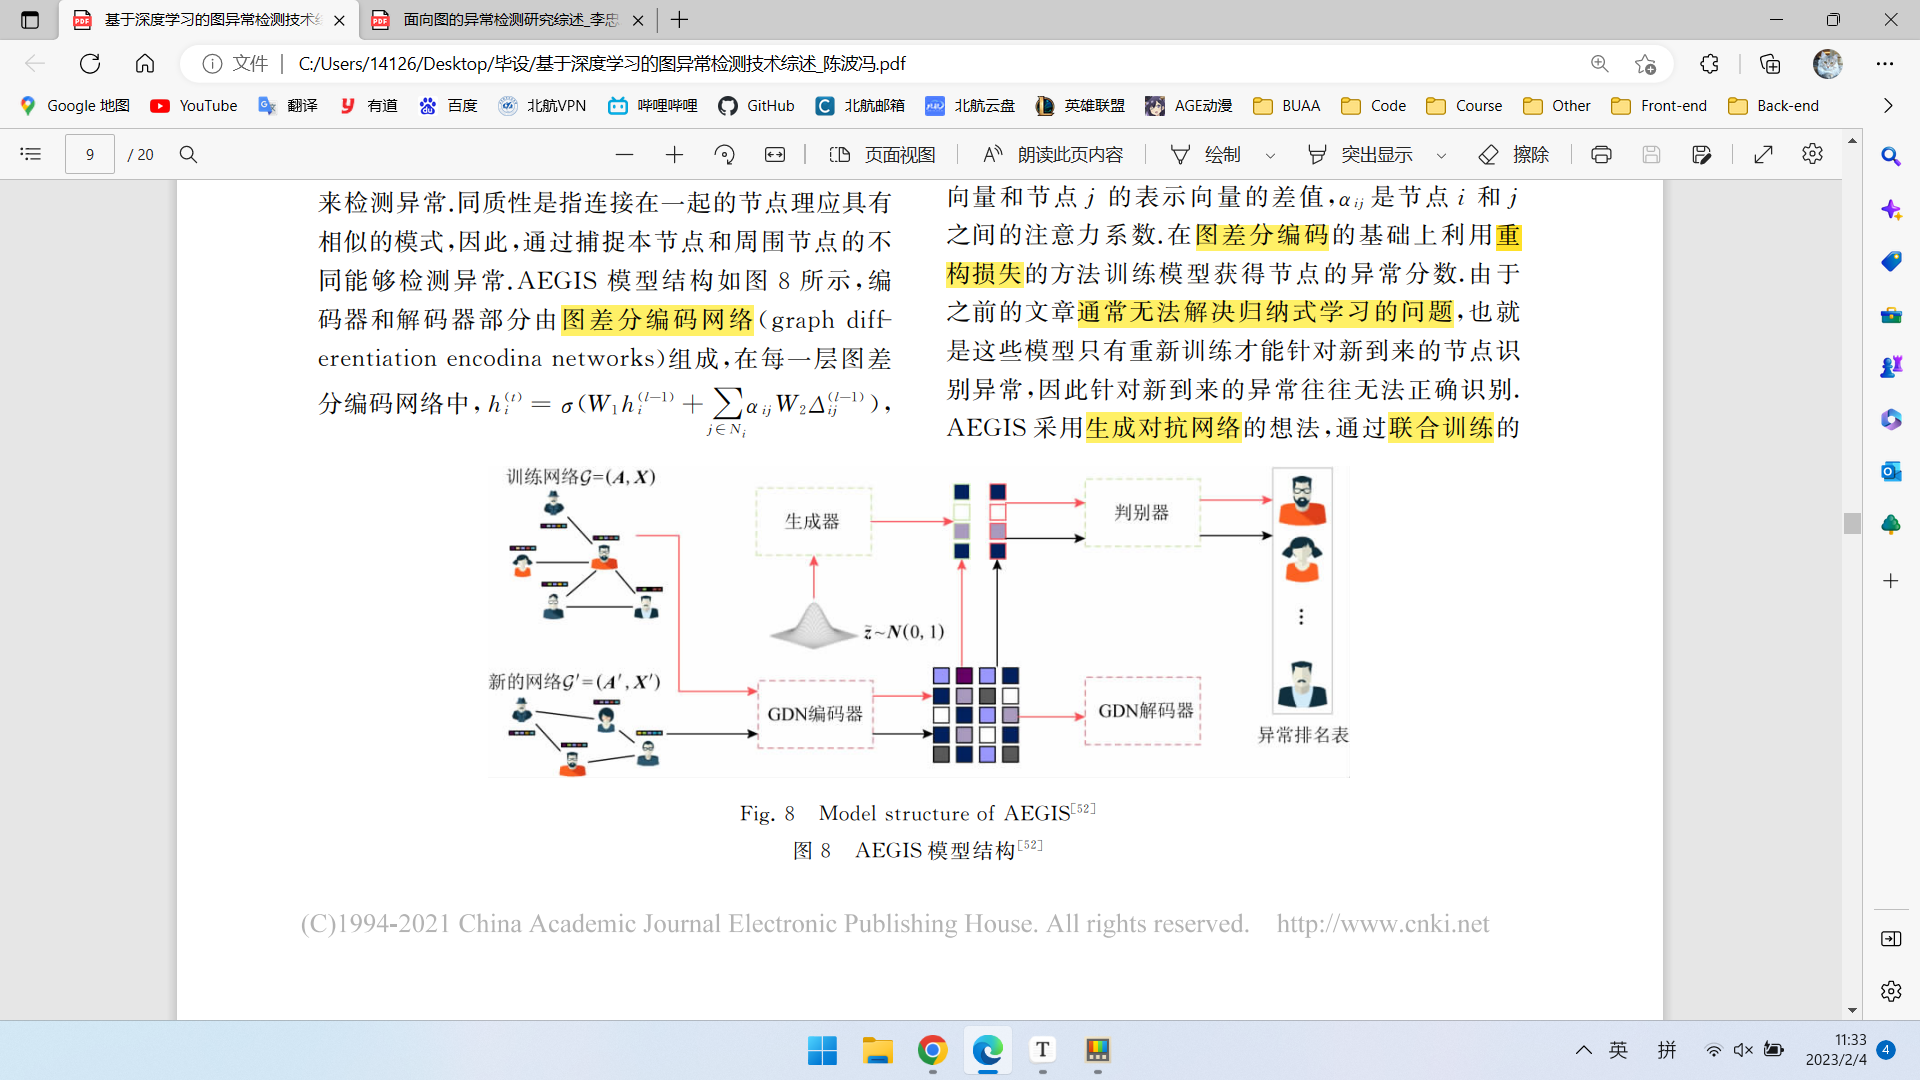 基于深度学习的图异常检测技术综
面向图的异常检测研究综述_李忠
文件
C:/Users/14126/Desktop/毕设/基于深度学习的图异常检测技术综述_陈波冯.pdf
Google 地图
YouTube
翻译
有道
百度
北航VPN
哔哩哔哩
GitHub
北航邮箱
北航云盘
英雄联盟
AGE动漫
BUAA
Code
Course
Other
Front-end
Back-end
9 / 20
页面视图
朗读此页内容
绘制
突出显示
擦除
来检测异常.同质性是指连接在一起的节点理应具有
相似的模式,因此,通过捕捉本节点和周围节点的不
同能够检测异常.AEGIS 模型结构如图 8 所示,编
码器和解码器部分由图差分编码网络(graph diff-
erentiation encodina networks)组成,在每一层图差
分编码网络中, h_i^(t) = σ(W_1 h_i^(l−1) + ∑_{j∈N_i} α_ij W_2 Δ_ij^(l−1)),
向量和节点 j 的表示向量的差值,α_ij 是节点 i 和 j
之间的注意力系数.在图差分编码的基础上利用重
构损失的方法训练模型获得节点的异常分数.由于
之前的文章通常无法解决归纳式学习的问题,也就
是这些模型只有重新训练才能针对新到来的节点识
别异常,因此针对新到来的异常往往无法正确识别.
AEGIS 采用生成对抗网络的想法,通过联合训练的
训练网络𝒢=(A, X)
生成器
判别器
z̃~N(0, 1)
新的网络𝒢′=(A′, X′)
GDN编码器
GDN解码器
⋮
异常排名表
Fig. 8 Model structure of AEGIS[52]
图 8 AEGIS 模型结构[52]
(C)1994-2021 China Academic Journal Electronic Publishing House. All rights reserved. http://www.cnki.net
英
拼
11:33
2023/2/4
4